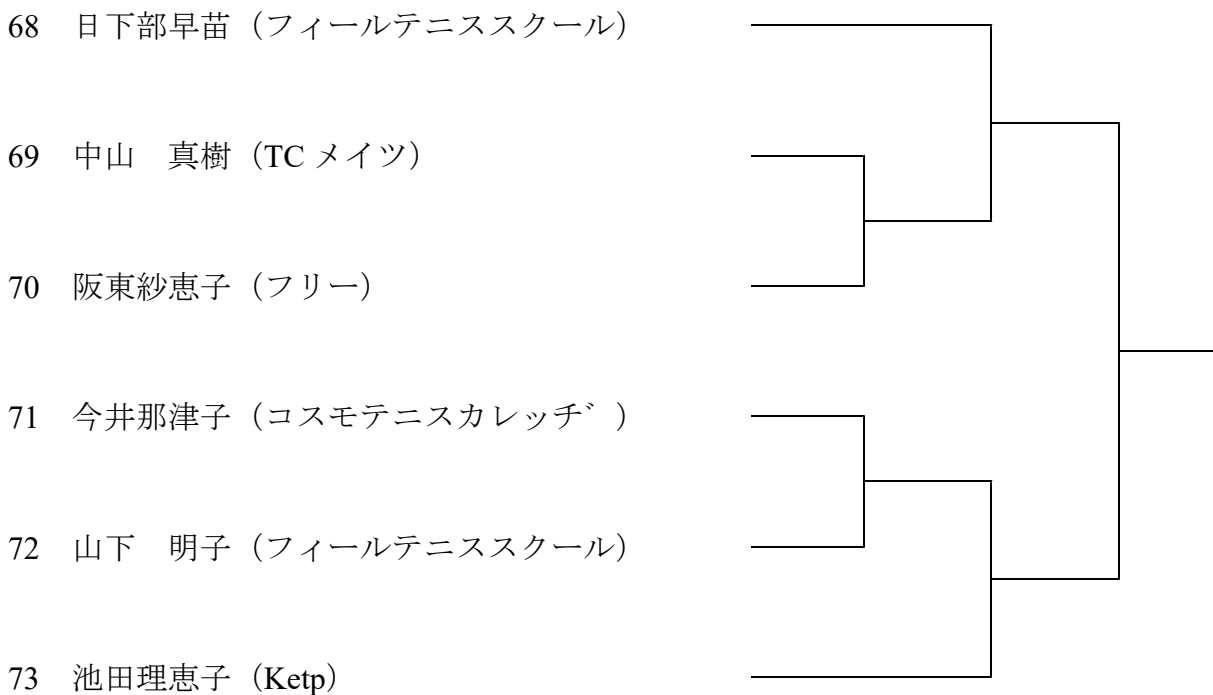 68 日下部早苗（フィールテニススクール）
69 中山　真樹（TC メイツ）
70 阪東紗恵子（フリー）
71 今井那津子（コスモテニスカレッチ゛）
72 山下　明子（フィールテニススクール）
73 池田理恵子（Ketp）